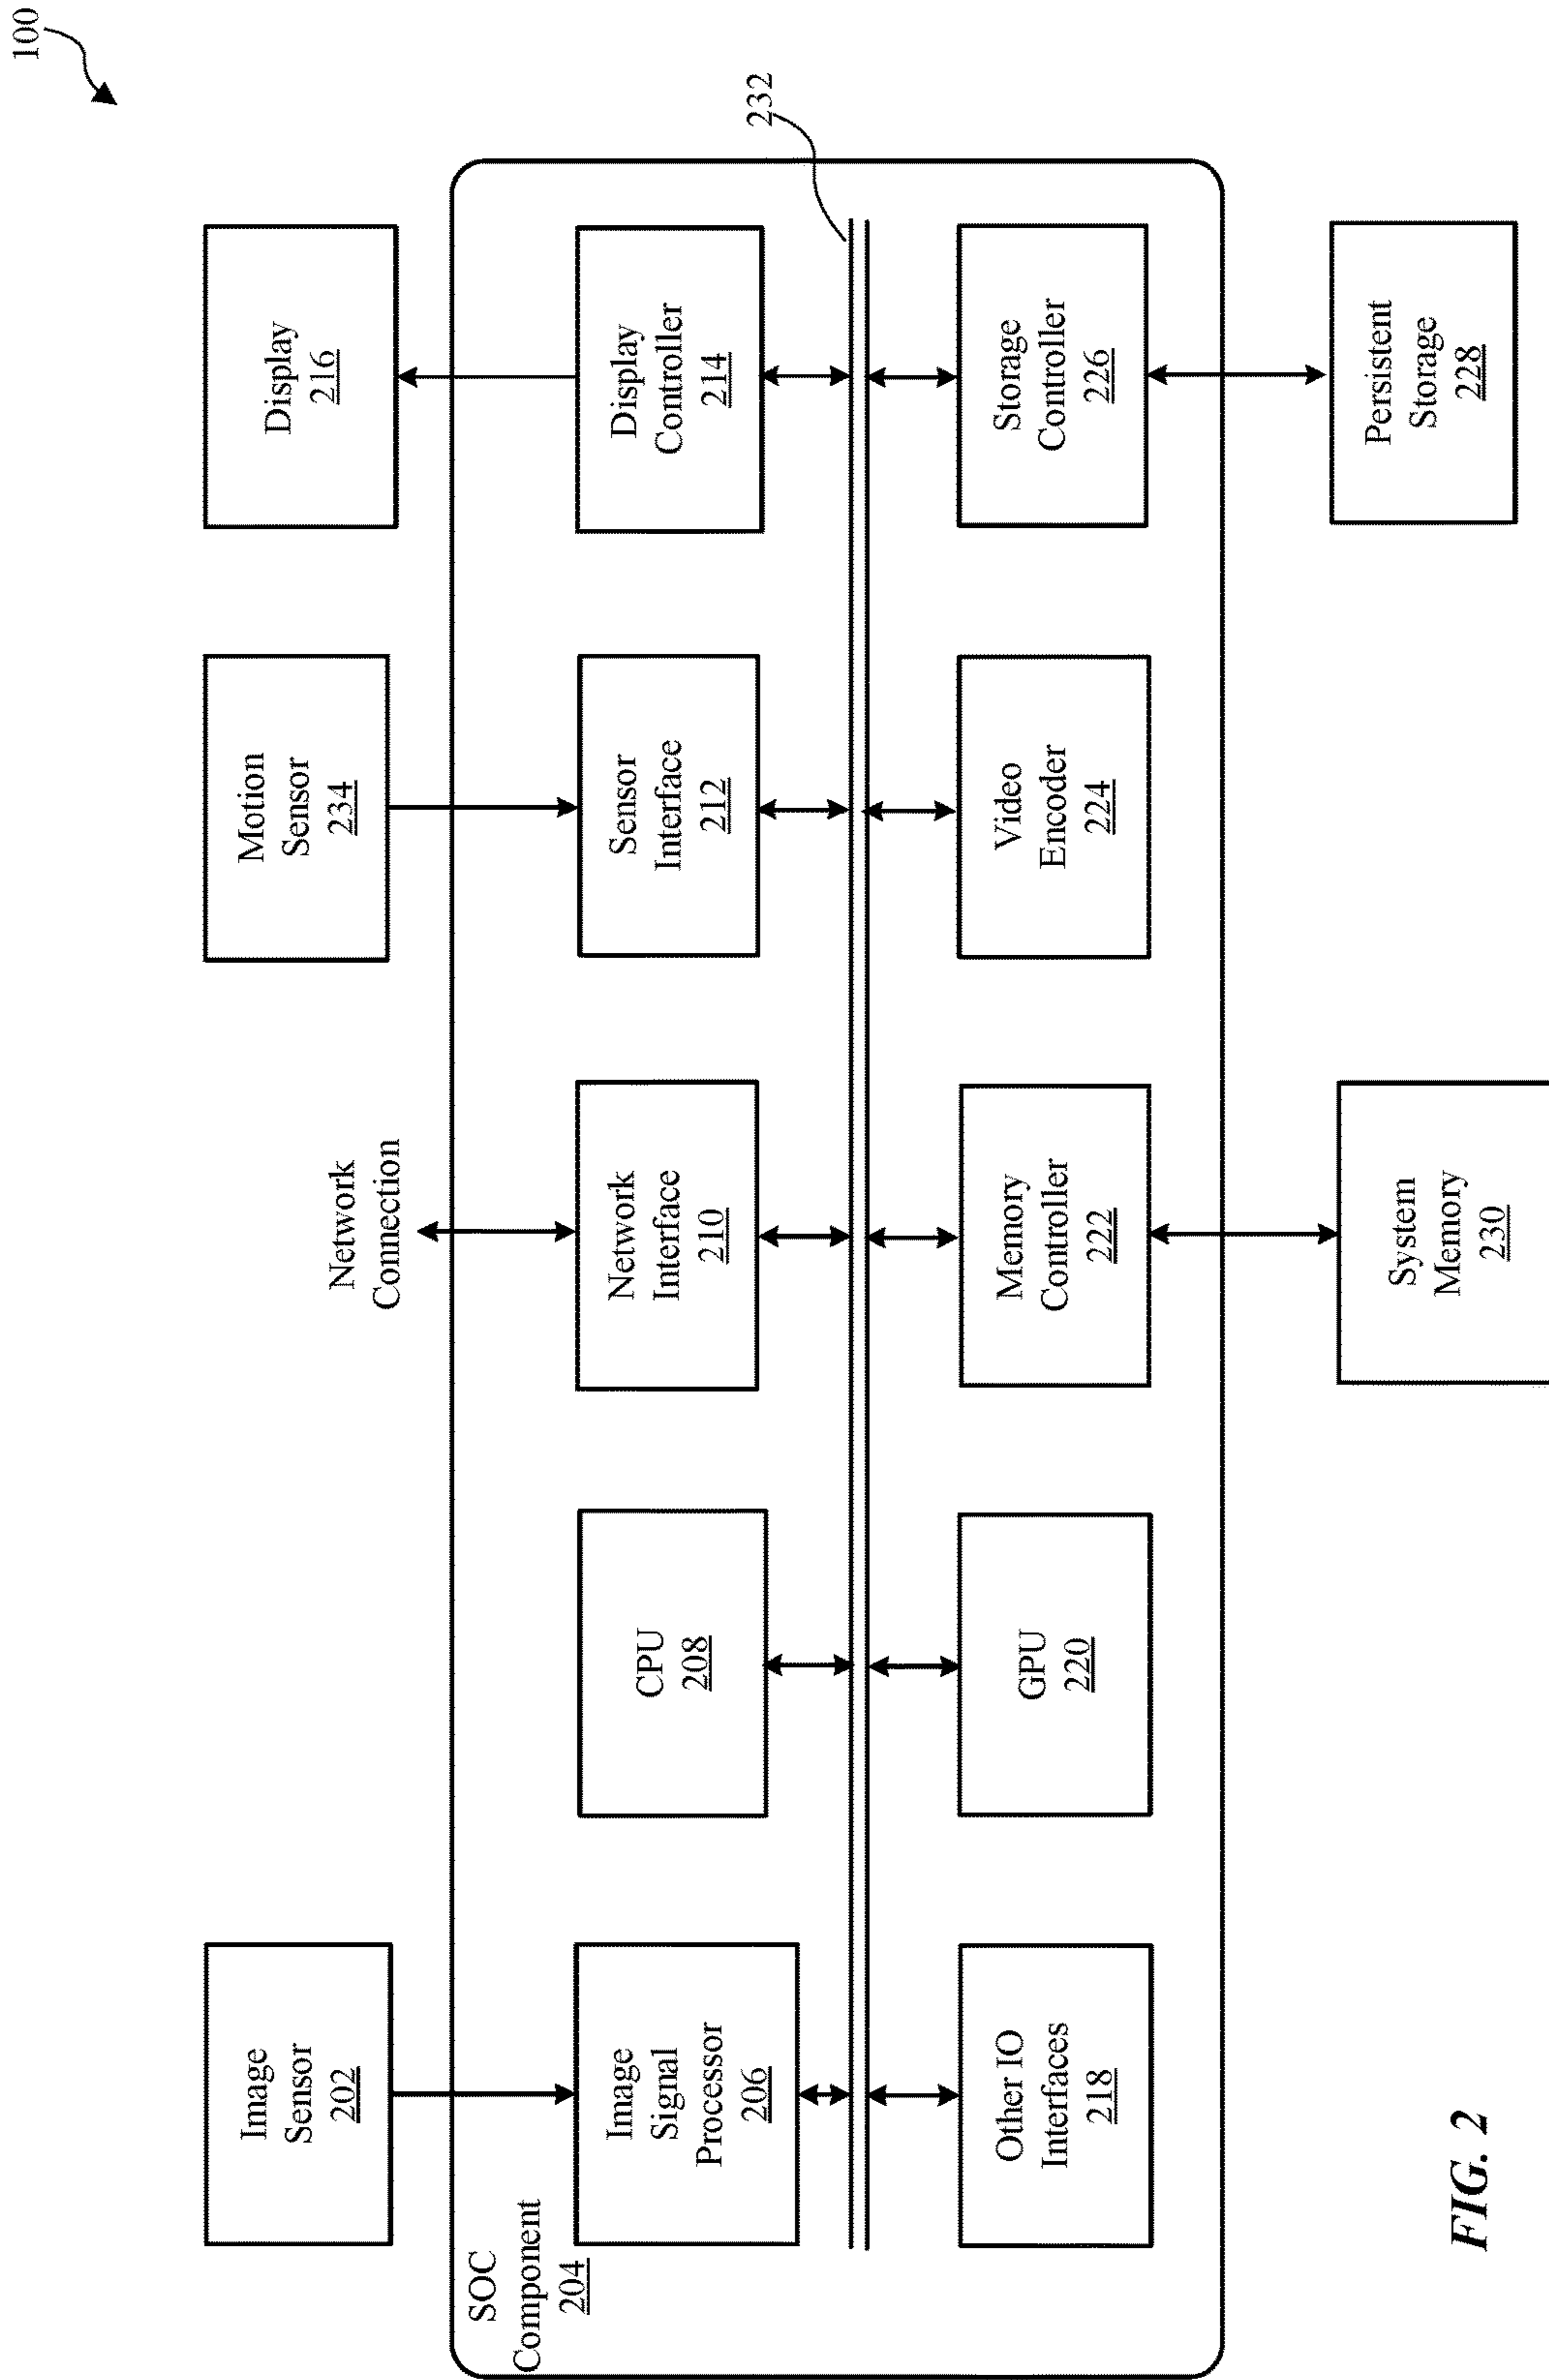 100
Image
Sensor
202
Network
Connection
Motion
Sensor
234
Display
216
SOC
Component
204
Image
Signal
Processor
206
CPU
208
Network
Interface
210
Sensor
Interface
212
Display
Controller
214
232
Other IO
Interfaces
218
GPU
220
Memory
Controller
222
Video
Encoder
224
Storage
Controller
226
System
Memory
230
Persistent
Storage
228
FIG. 2